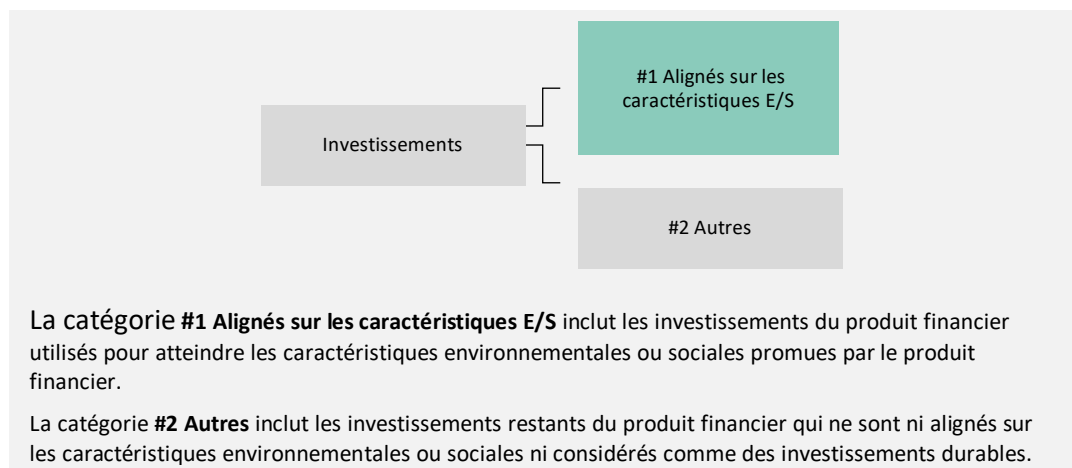 #1 Alignés sur les
caractéristiques E/S
Investissements
#2 Autres
La catégorie #1 Alignés sur les caractéristiques E/S inclut les investissements du produit financier
utilisés pour atteindre les caractéristiques environnementales ou sociales promues par le produit
financier.
La catégorie #2 Autres inclut les investissements restants du produit financier qui ne sont ni alignés sur
les caractéristiques environnementales ou sociales ni considérés comme des investissements durables.